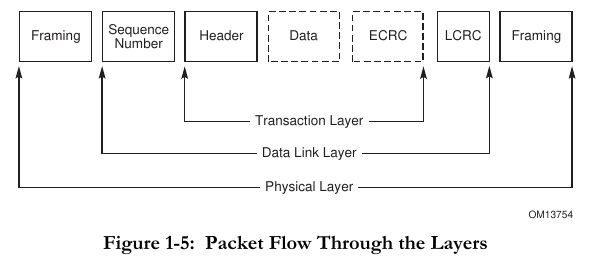 Framing Sequence Number Header Data ECRC LCRC Framing
Transaction Layer
Data Link Layer
Physical Layer
OM13754
Figure 1-5: Packet Flow Through the Layers